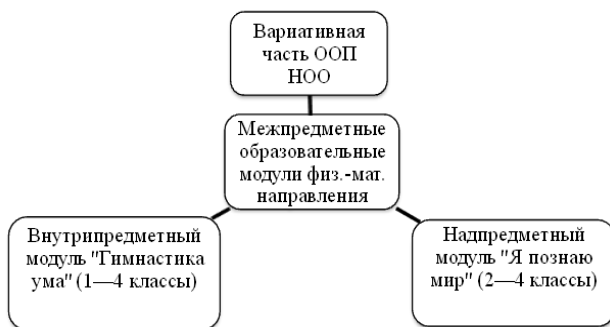 Вариативная
часть ООП
НОО
Межпредметные
образовательные
модули физ.-мат.
направления
Внутрипредметный
модуль "Гимнастика
ума" (1—4 классы)
Надпредметный
модуль "Я познаю
мир" (2—4 классы)